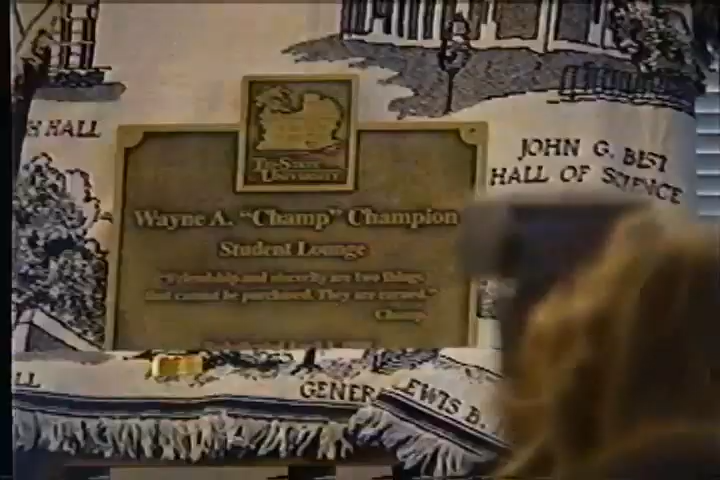 H HALL
JOHN G. BEST
HALL OF SCIENCE
TRI-STATE
UNIVERSITY
Wayne A. "Champ" Champion
Student Lounge
"Friendship and sincerity are two things
that cannot be purchased. They are earned."
Champ
LL
GENER
LEWIS B.